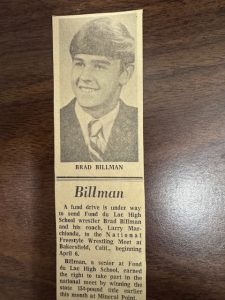 BRAD BILLMAN
Billman
A fund drive is under way
to send Fond du Lac High
School wrestler Brad Billman
and his coach, Larry Mar-
chionda, to the National
Freestyle Wrestling Meet at
Bakersfield, Calif., beginning
April 6.
Billman, a senior at Fond
du Lac High School, earned
the right to take part in the
national meet by winning the
state 134-pound title earlier
this month at Mineral Point.